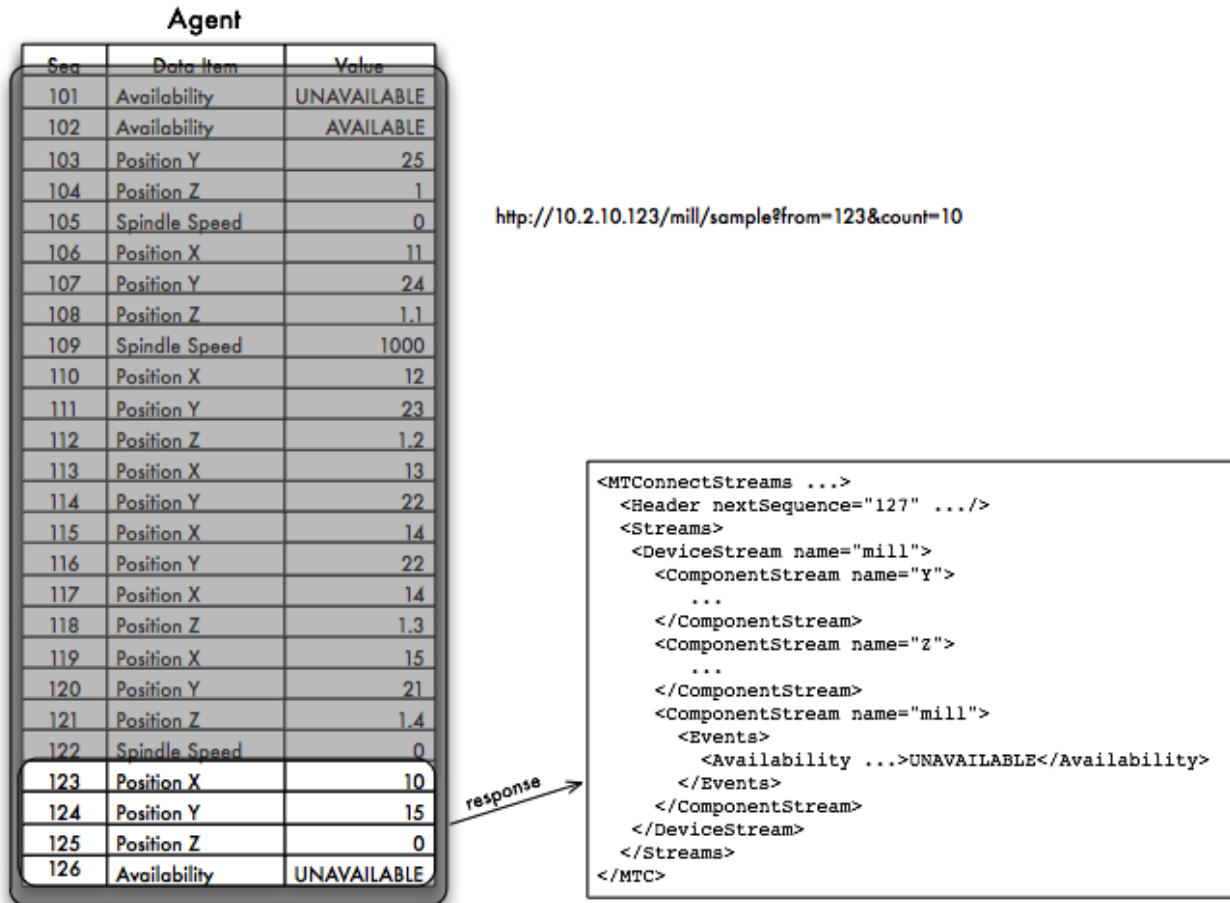 Agent
Seq Data Item Value
101 Availability UNAVAILABLE
102 Availability AVAILABLE
103 Position Y 25
104 Position Z 1
105 Spindle Speed 0
106 Position X 11
107 Position Y 24
108 Position Z 1.1
109 Spindle Speed 1000
110 Position X 12
111 Position Y 23
112 Position Z 1.2
113 Position X 13
114 Position Y 22
115 Position X 14
116 Position Y 22
117 Position X 14
118 Position Z 1.3
119 Position X 15
120 Position Y 21
121 Position Z 1.4
122 Spindle Speed 0
123 Position X 10
124 Position Y 15
125 Position Z 0
126 Availability UNAVAILABLE
http://10.2.10.123/mill/sample?from=123&count=10
response
<MTConnectStreams ...>
<Header nextSequence="127" .../>
<Streams>
<DeviceStream name="mill">
<ComponentStream name="Y">
...
</ComponentStream>
<ComponentStream name="Z">
...
</ComponentStream>
<ComponentStream name="mill">
<Events>
<Availability ...>UNAVAILABLE</Availability>
</Events>
</ComponentStream>
</DeviceStream>
</Streams>
</MTC>